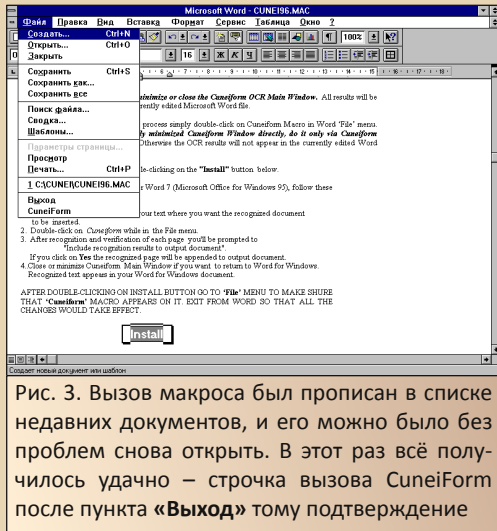 Microsoft Word - CUNEI96.MAC
Файл Правка Вид Вставка Формат Сервис Таблица Окно ?
Создать... Ctrl+N
Открыть... Ctrl+O
Закрыть
Сохранить Ctrl+S
Сохранить как...
Сохранить все
Поиск файла...
Сводка...
Шаблоны...
Параметры страницы...
Просмотр
Печать... Ctrl+P
1 C:\CUNEI\CUNEI96.MAC
Выход
CuneiForm
16 Ж К Ч 100%
inimize or close the Cuneiform OCR Main Window. All results will be
rently edited Microsoft Word file.
process simply double-click on Cuneiform Macro in Word 'File' menu.
ly minimized Cuneiform Window directly, do it only via Cuneiform
Otherwise the OCR results will not appear in the currently edited Word
le-clicking on the "Install" button below.
r Word 7 (Microsoft Office for Windows 95), follow these
our text where you want the recognized document
to be inserted.
2. Double-click on Cuneiform while in the File menu.
3. After recognition and verification of each page you'll be prompted to
"Include recognition results to output document".
If you click on Yes the recognized page will be appended to output document.
4.Close or minimize Cuneiform Main Window if you want to return to Word for Windows.
Recognized text appears in your Word for Windows document.
AFTER DOUBLE-CLICKING ON INSTALL BUTTON GO TO 'File' MENU TO MAKE SHURE
THAT 'Cuneiform' MACRO APPEARS ON IT. EXIT FROM WORD SO THAT ALL THE
CHANGES WOULD TAKE EFFECT.
Install
Создает новый документ или шаблон
Рис. 3. Вызов макроса был прописан в списке
недавних документов, и его можно было без
проблем снова открыть. В этот раз всё полу-
чилось удачно – строчка вызова CuneiForm
после пункта «Выход» тому подтверждение